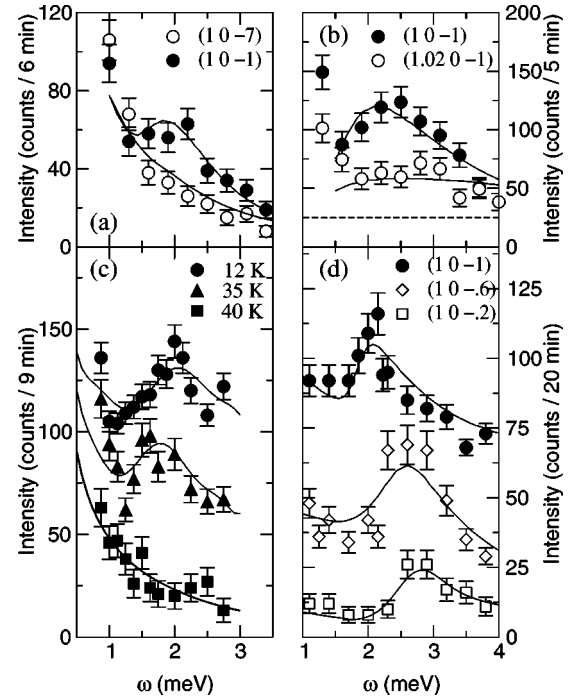 Intensity (counts / 6 min)
120
80
40
0
(1 0 -7)
(1 0 -1)
(a)
(b)
(1 0 -1)
(1.02 0 -1)
200
150
100
50
0
Intensity (counts / 5 min)
Intensity (counts / 9 min)
150
100
50
0
(c)
12 K
35 K
40 K
0 1 2 3
ω (meV)
(d)
(1 0 -1)
(1 0 -.6)
(1 0 -.2)
125
100
75
50
25
0
Intensity (counts / 20 min)
1 2 3 4
ω (meV)